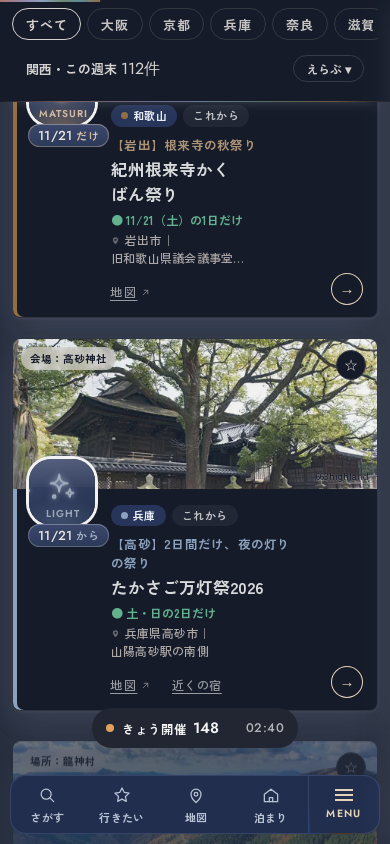 すべて 大阪 京都 兵庫 奈良 滋賀
関西・この週末 112件 えらぶ ▾
MATSURI
11/21 だけ
和歌山 これから
【岩出】根来寺の秋祭り
紀州根来寺かく
ばん祭り
11/21（土）の1日だけ
岩出市｜
旧和歌山県議会議事堂…
地図 ↗ →
会場：高砂神社
663highland
LIGHT
11/21 から
兵庫 これから
【高砂】2日間だけ、夜の灯り
の祭り
たかさご万灯祭2026
土・日の2日だけ
兵庫県高砂市｜
山陽高砂駅の南側
地図 ↗ 近くの宿 →
きょう開催 148 02:40
場所：龍神村
さがす 行きたい 地図 泊まり MENU